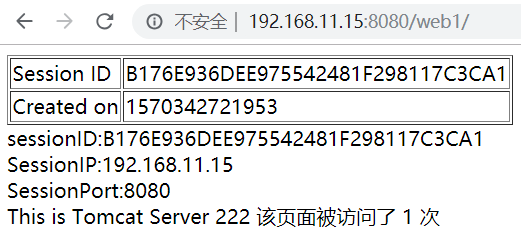 不安全 | 192.168.11.15:8080/web1/
Session ID B176E936DEE975542481F298117C3CA1
Created on 1570342721953
sessionID:B176E936DEE975542481F298117C3CA1
SessionIP:192.168.11.15
SessionPort:8080
This is Tomcat Server 222 该页面被访问了 1 次